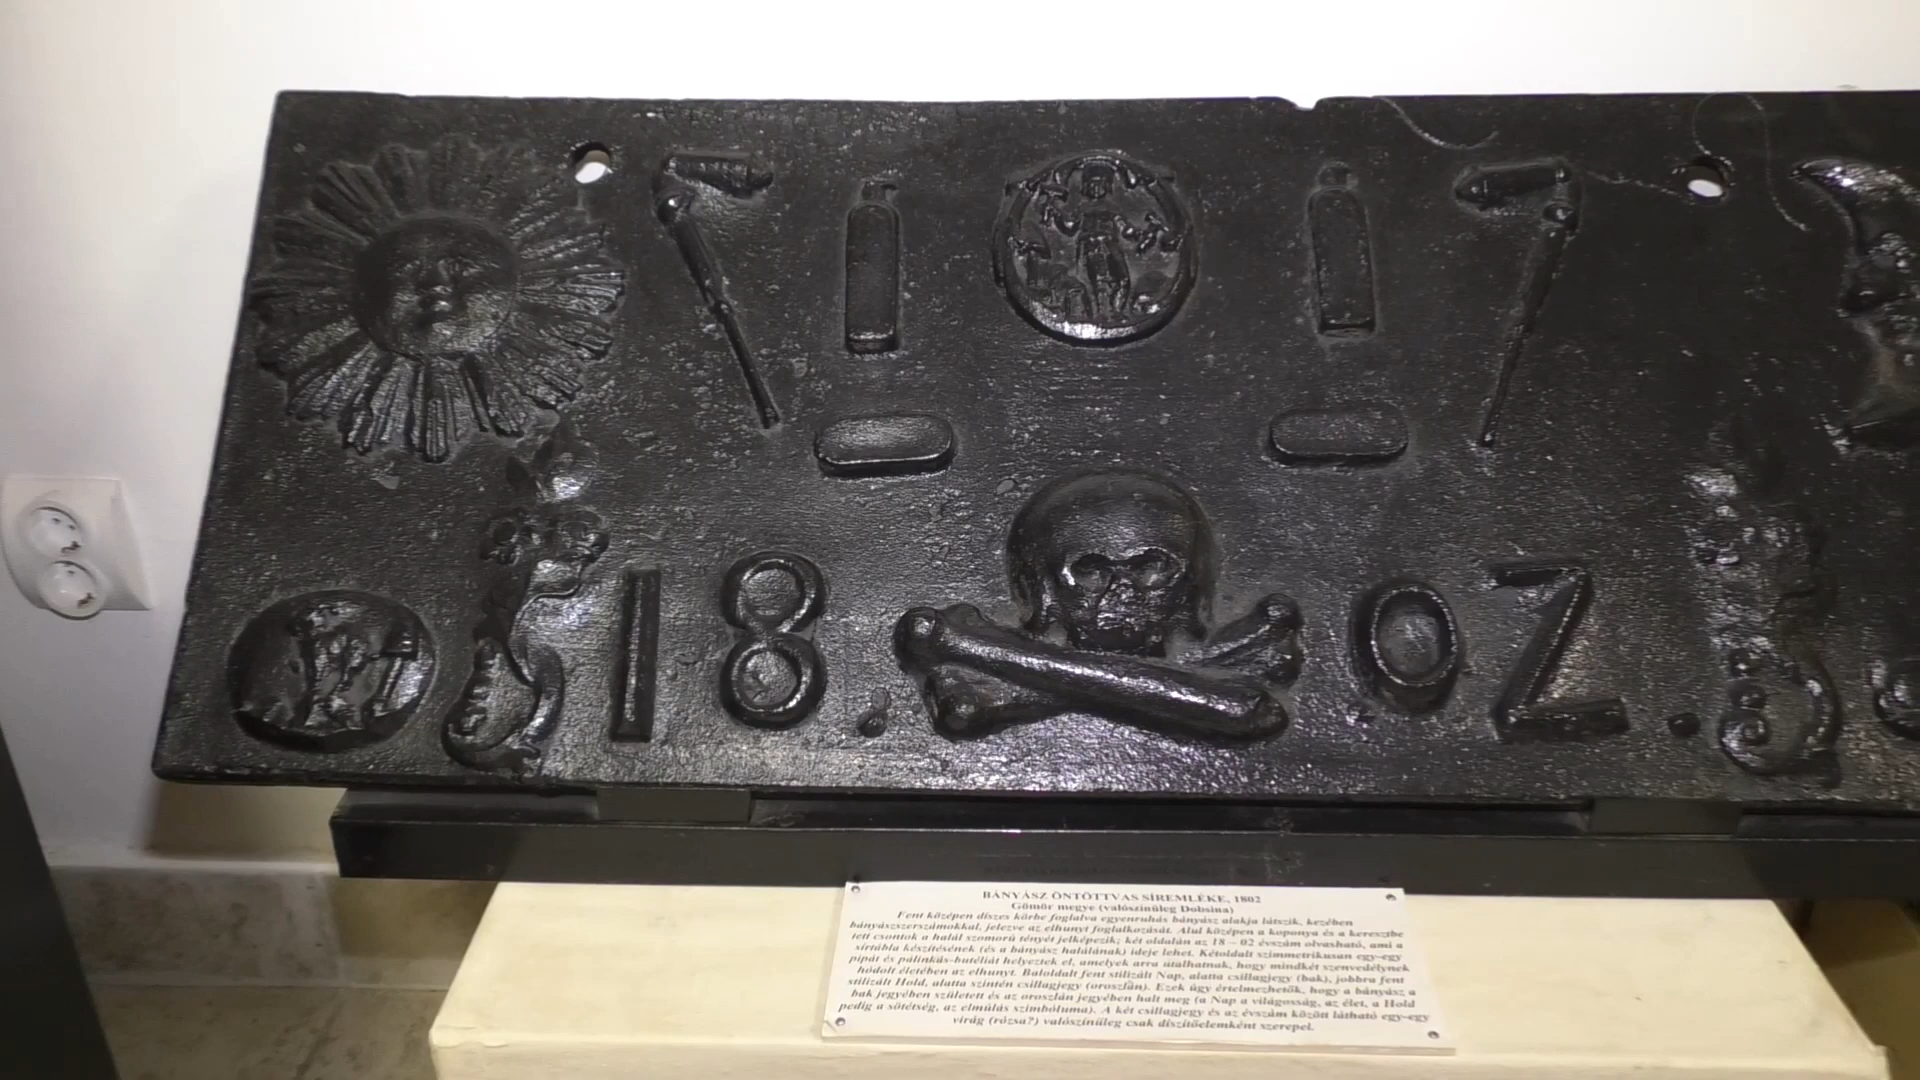 18. 02.
BÁNYÁSZ ÖNTÖTTVAS SÍREMLÉKE, 1802
Gömör megye (valószínűleg Dobsina)
Fent középen díszes körbe foglalva egyenruhás bányász alakja látszik, kezében
bányászszerszámokkal, jelezve az elhunyt foglalkozását. Alul középen a koponya és a keresztbe
tett csontok a halál szomorú tényét jelképezik; két oldalán az 18 – 02 évszám olvasható, ami a
sírtábla készítésének (és a bányász halálának) ideje lehet. Kétoldalt szimmetrikusan egy-egy
pipát és pálinkás-butéliát helyeztek el, amelyek arra utalhatnak, hogy mindkét szenvedélynek
hódolt életében az elhunyt. Baloldalt fent stilizált Nap, alatta csillagjegy (bak), jobbra fent
stilizált Hold, alatta szintén csillagjegy (oroszlán). Ezek úgy értelmezhetők, hogy a bányász a
bak jegyében született és az oroszlán jegyében halt meg (a Nap a világosság, az élet, a Hold
pedig a sötétség, az elmúlás szimbóluma). A két csillagjegy és az évszám között látható egy-egy
virág (rózsa?) valószínűleg csak díszítőelemként szerepel.